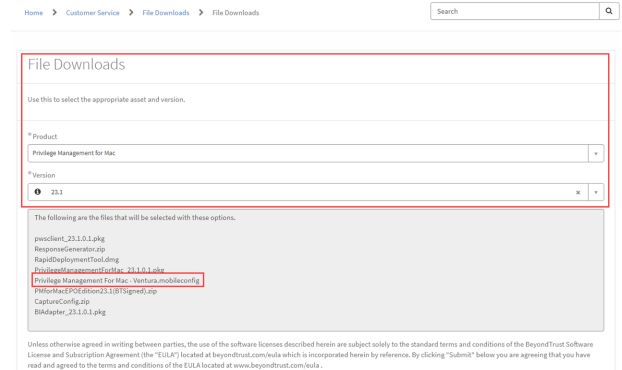 Home > Customer Service > File Downloads > File Downloads
Search
File Downloads
Use this to select the appropriate asset and version.
*Product
Privilege Management for Mac
*Version
23.1
The following are the files that will be selected with these options.
pwsclient_23.1.0.1.pkg
ResponseGenerator.zip
RapidDeploymentTool.dmg
PrivilegeManagementForMac_23.1.0.1.pkg
Privilege Management For Mac - Ventura.mobileconfig
PMforMacEPOEdition23.1(BTSigned).zip
CaptureConfig.zip
BIAdapter_23.1.0.1.pkg
Unless otherwise agreed in writing between parties, the use of the software licenses described herein are subject solely to the standard terms and conditions of the BeyondTrust Software
License and Subscription Agreement (the "EULA") located at beyondtrust.com/eula which is incorporated herein by reference. By clicking "Submit" below you are agreeing that you have
read and agreed to the terms and conditions of the EULA located at www.beyondtrust.com/eula .